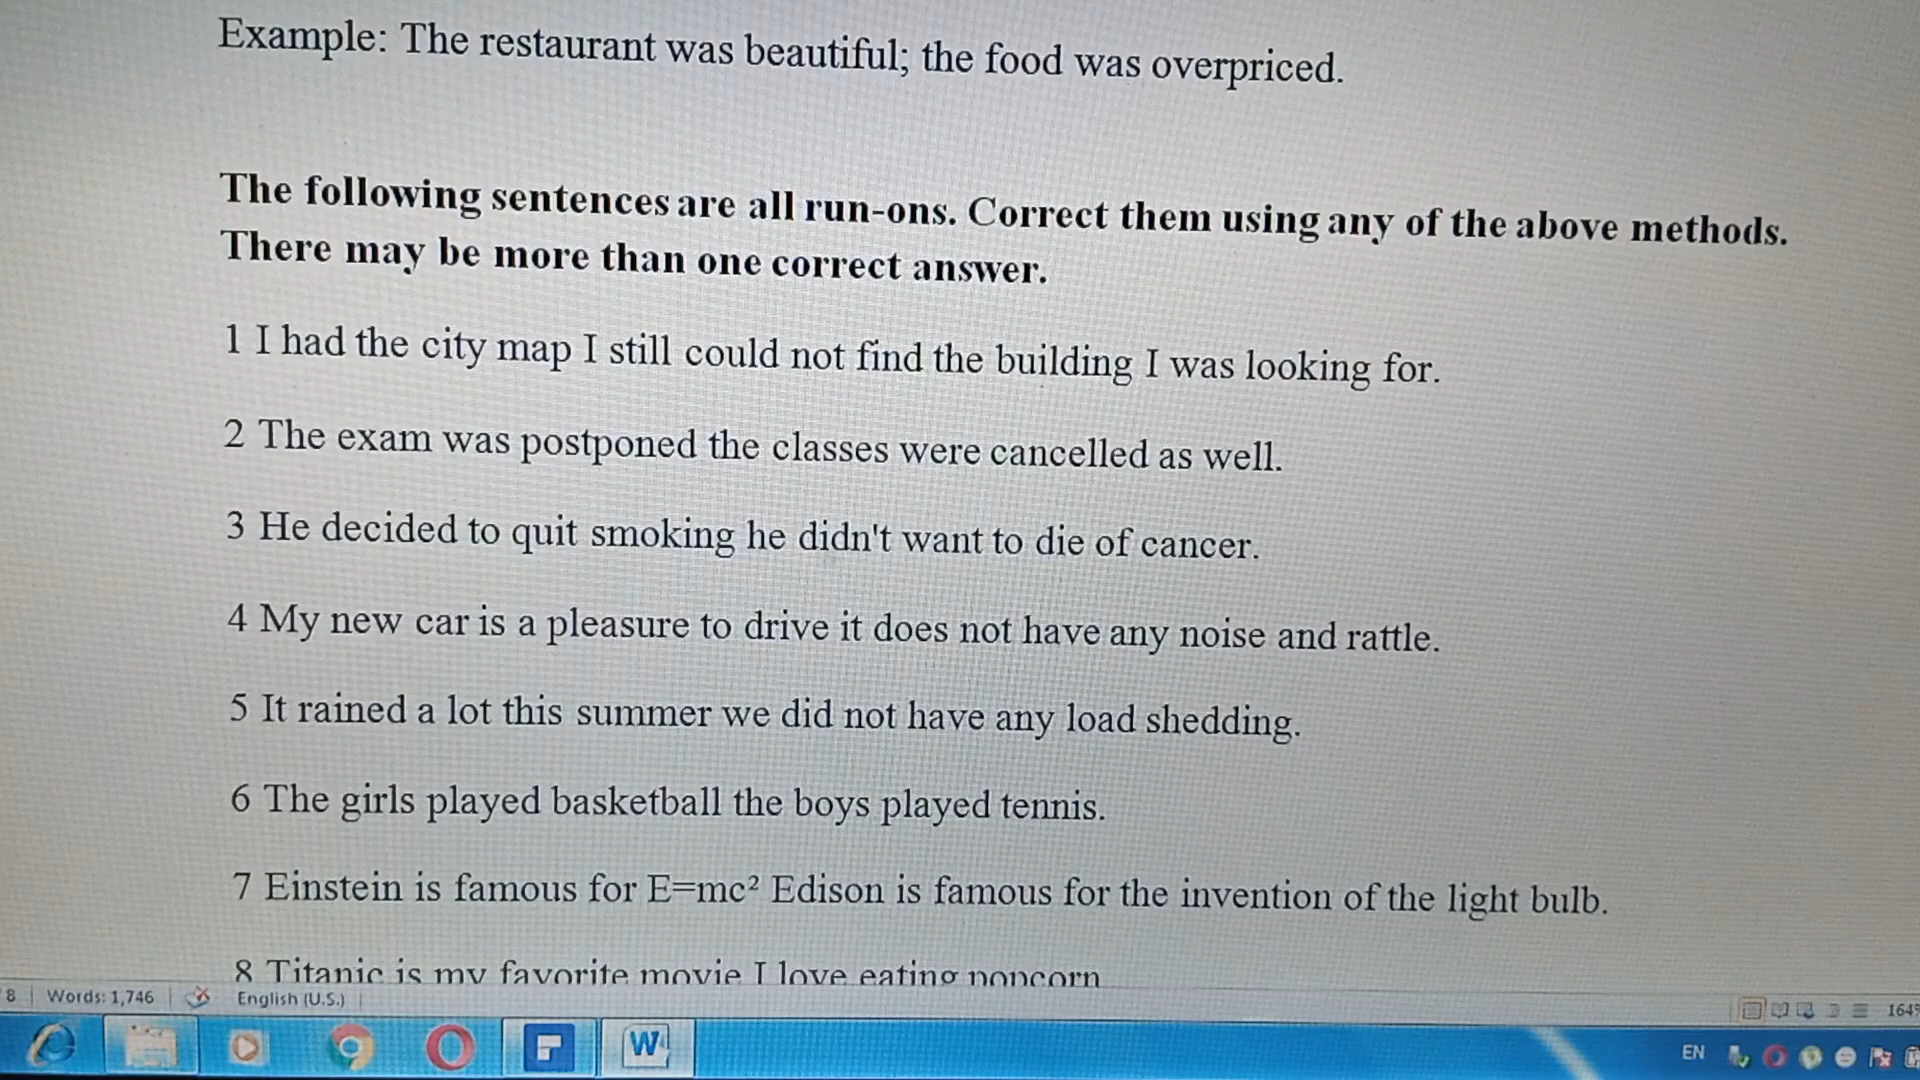 Example: The restaurant was beautiful; the food was overpriced.
The following sentences are all run-ons. Correct them using any of the above methods.
There may be more than one correct answer.
1 I had the city map I still could not find the building I was looking for.
2 The exam was postponed the classes were cancelled as well.
3 He decided to quit smoking he didn't want to die of cancer.
4 My new car is a pleasure to drive it does not have any noise and rattle.
5 It rained a lot this summer we did not have any load shedding.
6 The girls played basketball the boys played tennis.
7 Einstein is famous for E=mc² Edison is famous for the invention of the light bulb.
8 Titanic is my favorite movie I love eating popcorn
8 Words: 1,746 English (U.S.) 164%
W EN